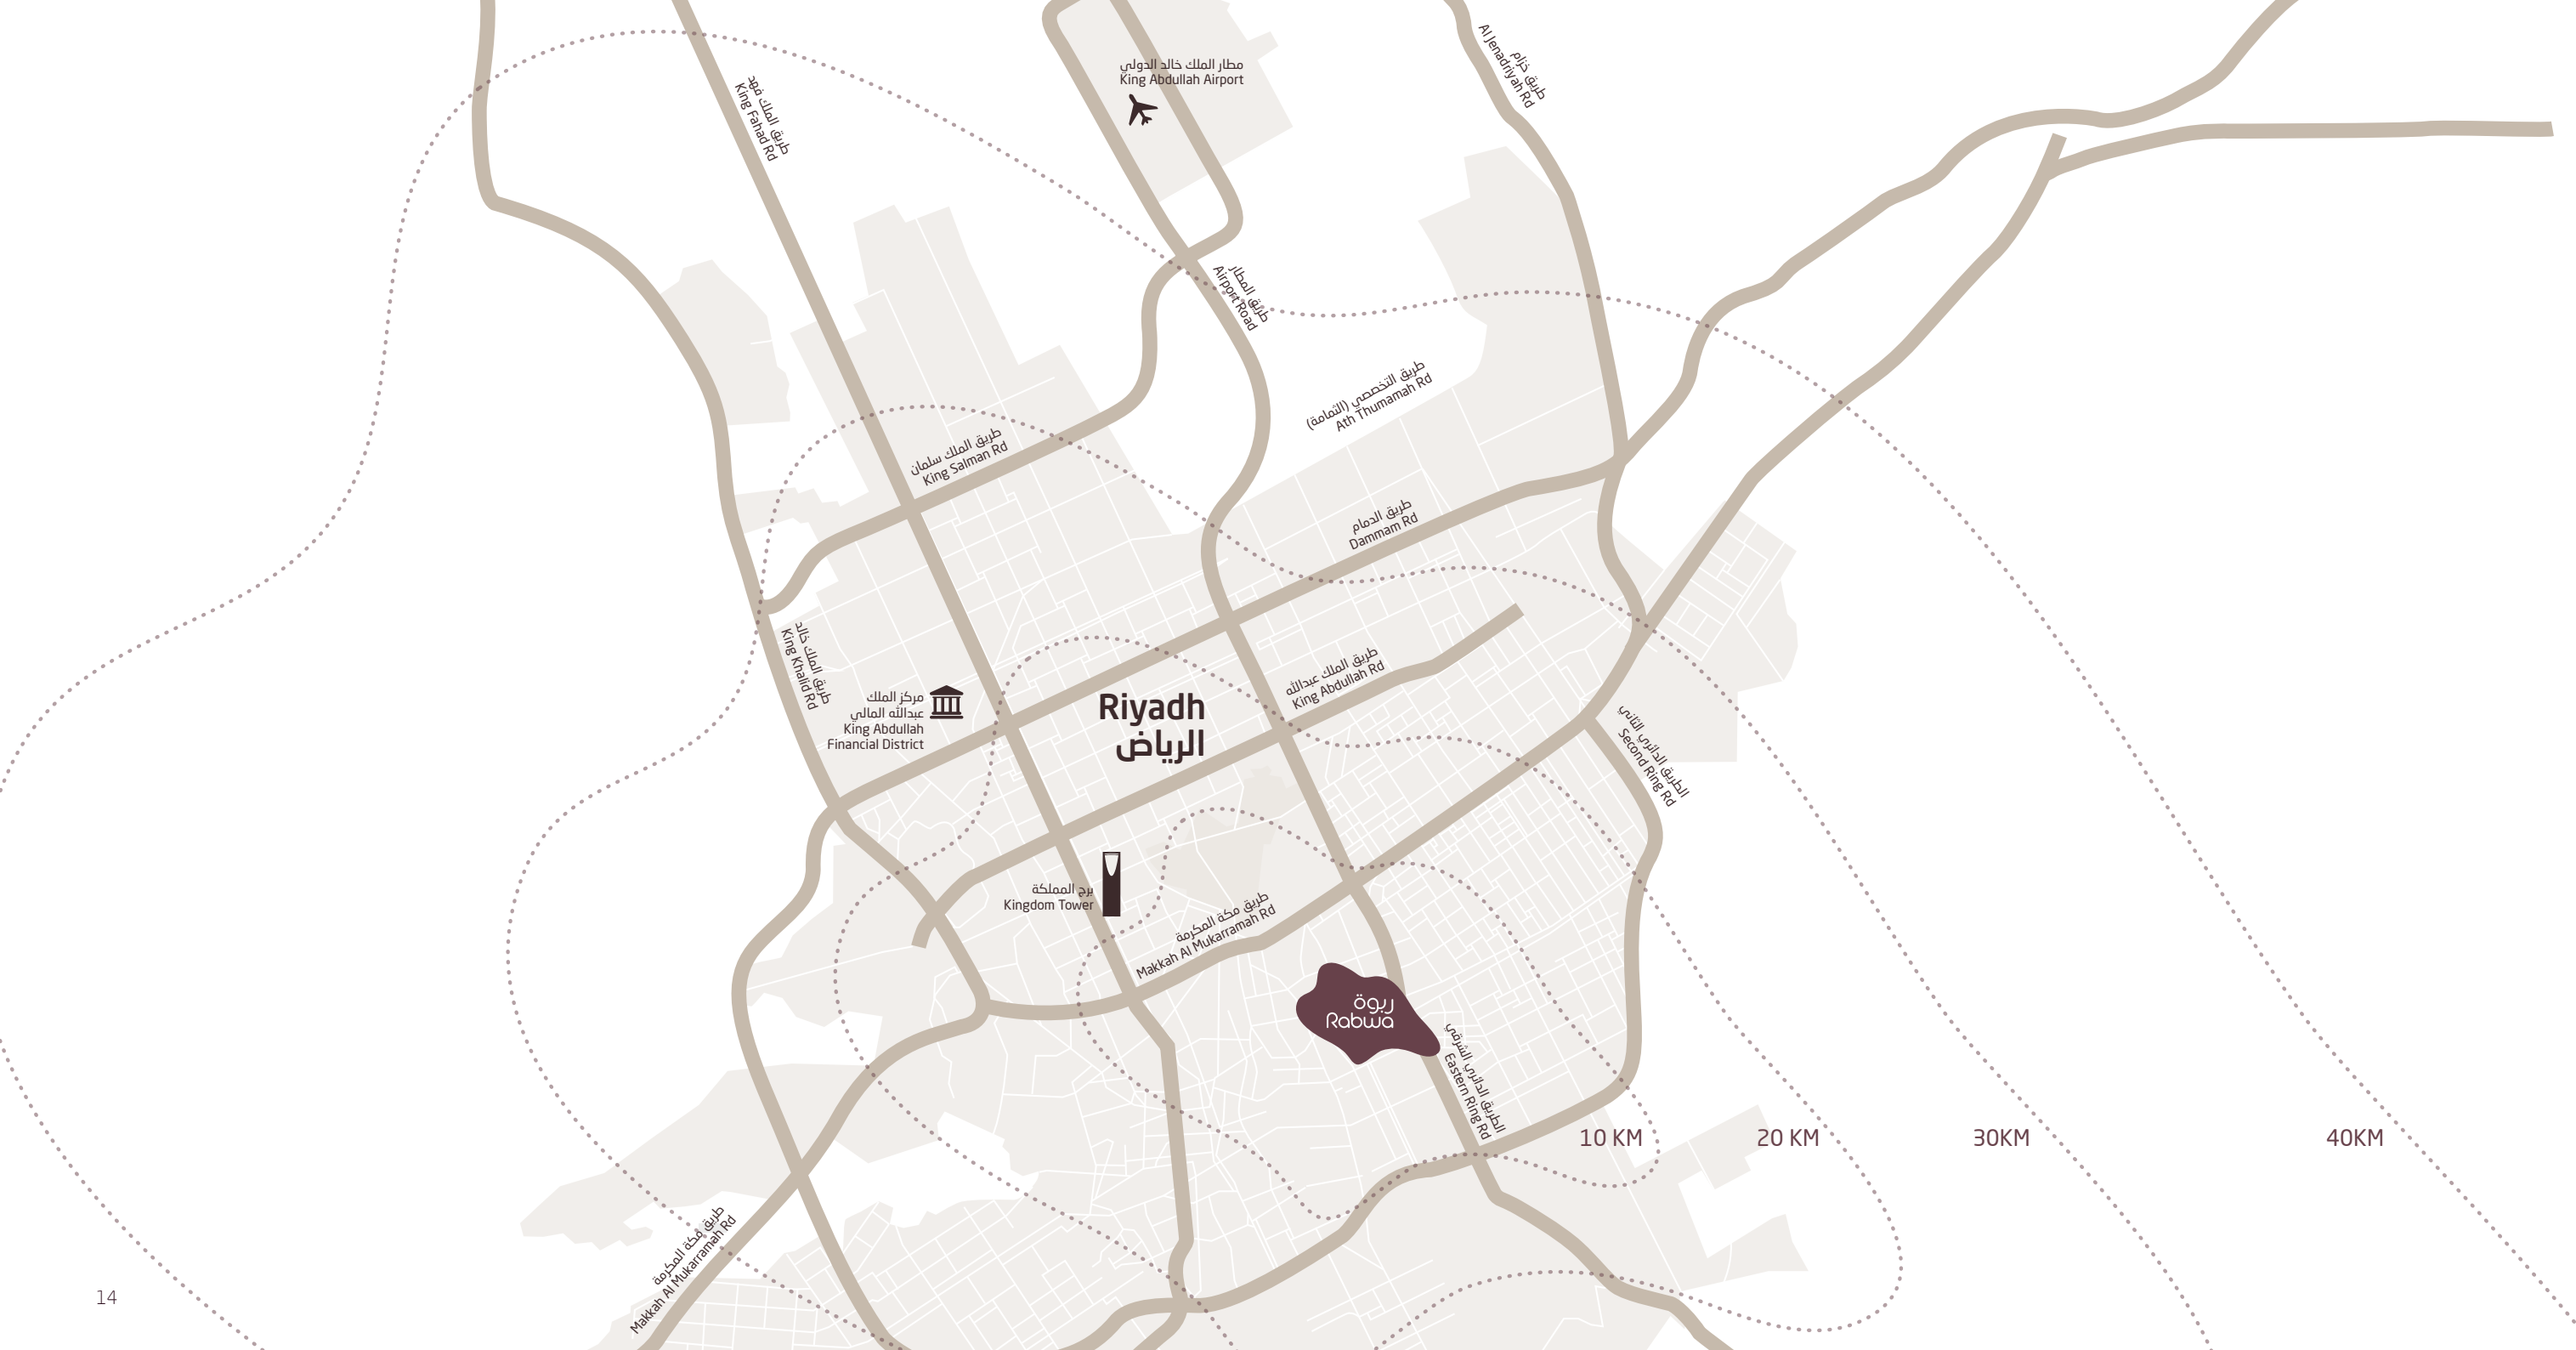 مطار الملك خالد الدولي
King Abdullah Airport
طريق خزام
Al Jenadriyah Rd
طريق الملك فهد
King Fahad Rd
طريق المطار
Airport Road
طريق التخصصي (الثمامة)
Ath Thumamah Rd
طريق الملك سلمان
King Salman Rd
طريق الدمام
Dammam Rd
طريق الملك خالد
King Khalid Rd
مركز الملك
عبدالله المالي
King Abdullah
Financial District
Riyadh
الرياض
طريق الملك عبدالله
King Abdullah Rd
الطريق الدائري الثاني
Second Ring Rd
برج المملكة
Kingdom Tower
طريق مكة المكرمة
Makkah Al Mukarramah Rd
ربوة
Rabwa
الطريق الدائري الشرقي
Eastern Ring Rd
10 KM
20 KM
30KM
40KM
طريق مكة المكرمة
Makkah Al Mukarramah Rd
14